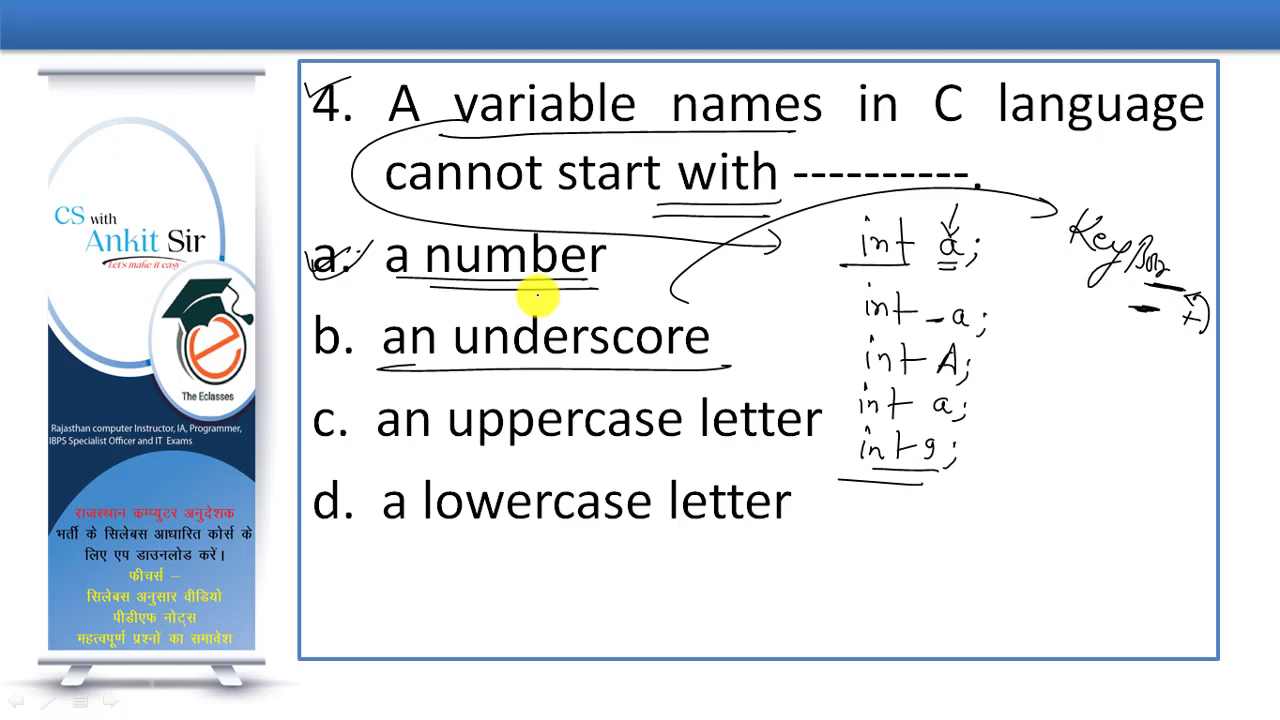 4. A variable names in C language
cannot start with ----------.
a. a number
b. an underscore
c. an uppercase letter
d. a lowercase letter
int a;
int _a;
int A;
int a;
int 9;
CS with
Ankit Sir
Let's make it easy
The Eclasses
Rajasthan computer Instructor, IA, Programmer,
IBPS Specialist Officer and IT Exams
राजस्थान कम्प्युटर अनुदेशक
भर्ती के सिलेबस आधारित कोर्स के
लिए एप डाउनलोड करें।
फीचर्स –
सिलेबस अनुसार वीडियो
पीडीएफ नोट्स
महत्वपूर्ण प्रश्नों का समावेश